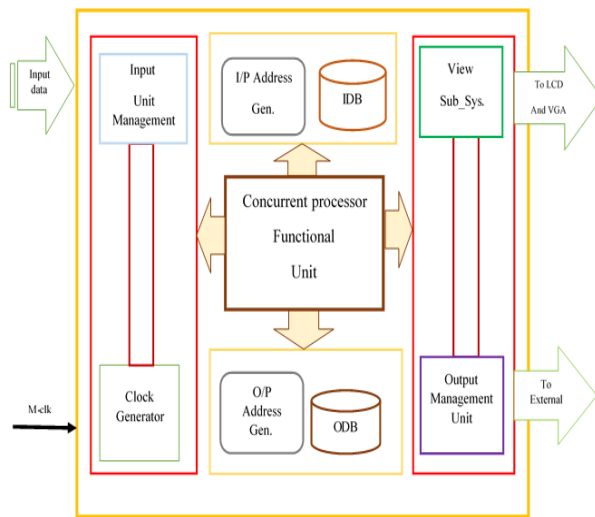 Input
data
Input
Unit
Management
I/P Address
Gen.
IDB
View
Sub_Sys.
To LCD
And VGA
Concurrent processor
Functional
Unit
Clock
Generator
M-clk
O/P
Address
Gen.
ODB
Output
Management
Unit
To
External